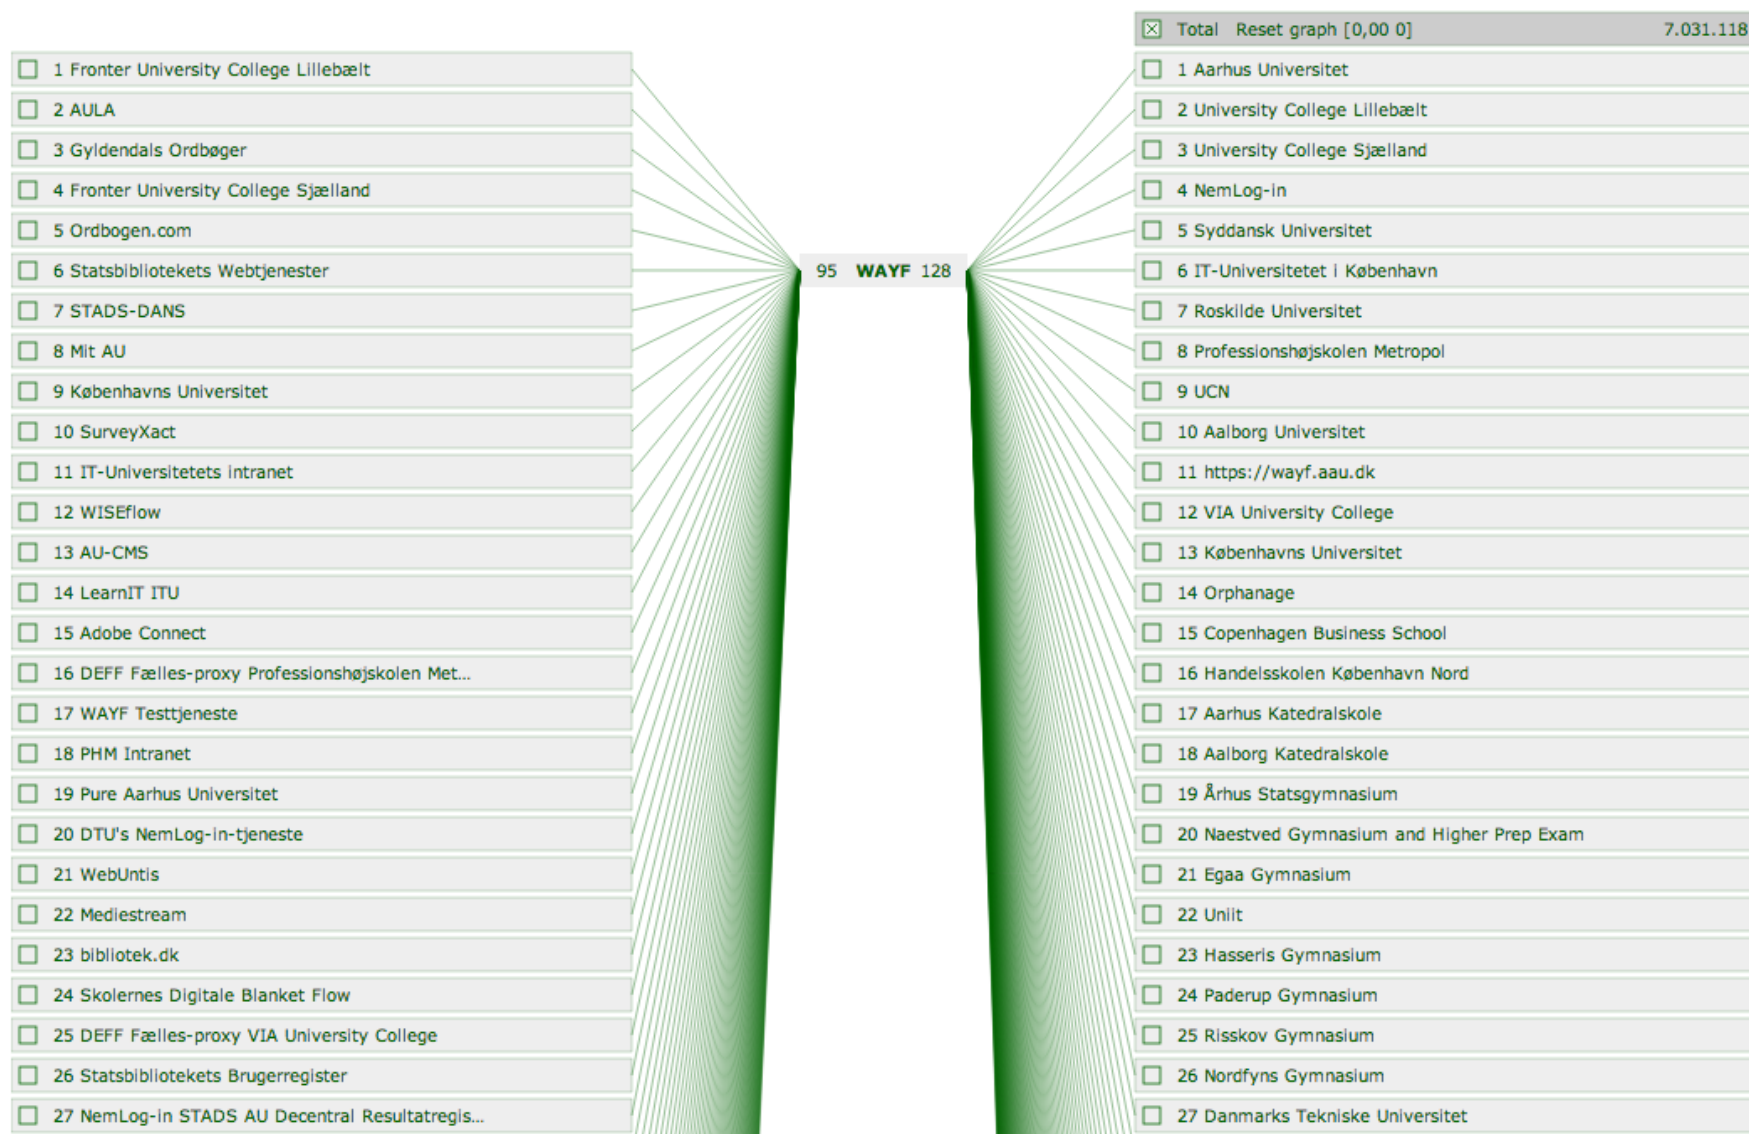 Total Reset graph [0,00 0] 7.031.118
1 Fronter University College Lillebælt
2 AULA
3 Gyldendals Ordbøger
4 Fronter University College Sjælland
5 Ordbogen.com
6 Statsbibliotekets Webtjenester
7 STADS-DANS
8 Mit AU
9 Københavns Universitet
10 SurveyXact
11 IT-Universitetets intranet
12 WISEflow
13 AU-CMS
14 LearnIT ITU
15 Adobe Connect
16 DEFF Fælles-proxy Professionshøjskolen Met...
17 WAYF Testtjeneste
18 PHM Intranet
19 Pure Aarhus Universitet
20 DTU's NemLog-in-tjeneste
21 WebUntis
22 Mediestream
23 bibliotek.dk
24 Skolernes Digitale Blanket Flow
25 DEFF Fælles-proxy VIA University College
26 Statsbibliotekets Brugerregister
27 NemLog-in STADS AU Decentral Resultatregis...
95 WAYF 128
1 Aarhus Universitet
2 University College Lillebælt
3 University College Sjælland
4 NemLog-in
5 Syddansk Universitet
6 IT-Universitetet i København
7 Roskilde Universitet
8 Professionshøjskolen Metropol
9 UCN
10 Aalborg Universitet
11 https://wayf.aau.dk
12 VIA University College
13 Københavns Universitet
14 Orphanage
15 Copenhagen Business School
16 Handelsskolen København Nord
17 Aarhus Katedralskole
18 Aalborg Katedralskole
19 Århus Statsgymnasium
20 Naestved Gymnasium and Higher Prep Exam
21 Egaa Gymnasium
22 Uniit
23 Hasseris Gymnasium
24 Paderup Gymnasium
25 Risskov Gymnasium
26 Nordfyns Gymnasium
27 Danmarks Tekniske Universitet